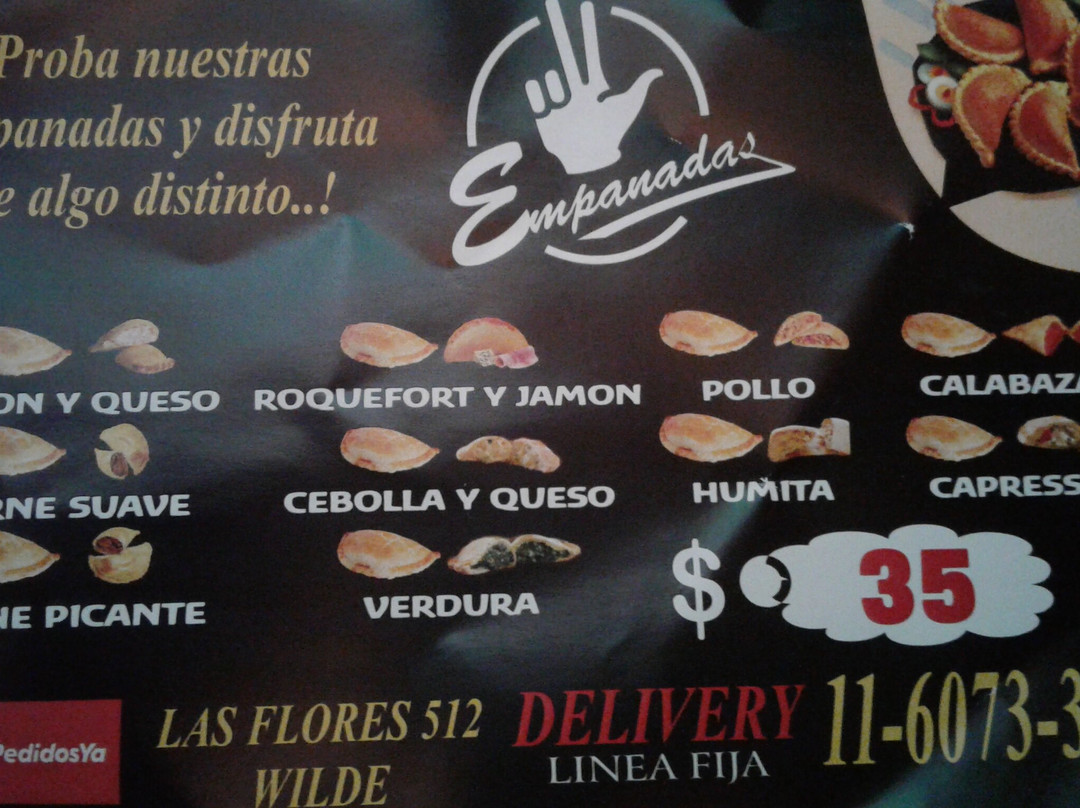 Proba nuestras
panadas y disfruta
e algo distinto..!
Empanadas
ON Y QUESO
ROQUEFORT Y JAMON
POLLO
CALABAZA
RNE SUAVE
CEBOLLA Y QUESO
HUMITA
CAPRESS
NE PICANTE
VERDURA
$ 35
PedidosYa
LAS FLORES 512
WILDE
DELIVERY
LINEA FIJA
11-6073-3